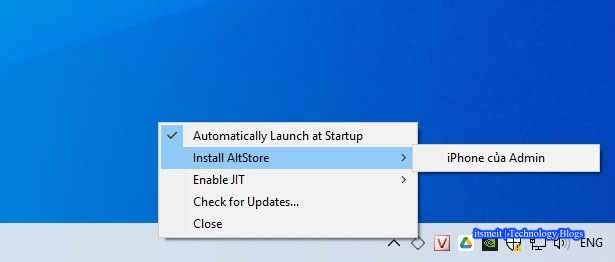 Automatically Launch at Startup
Install AltStore
iPhone của Admin
Enable JIT
Check for Updates...
Close
itsmeit | Technology Blogs
ENG